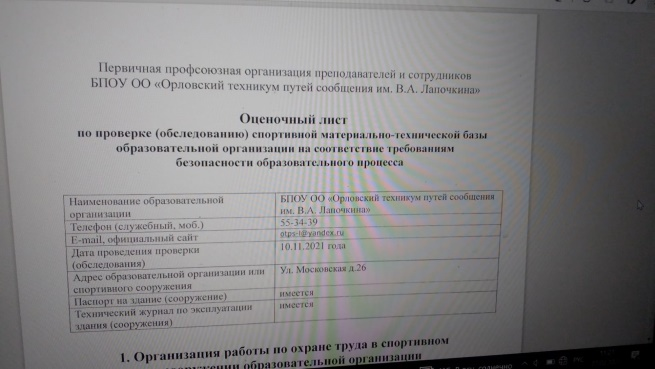 Первичная профсоюзная организация преподавателей и сотрудников
БПОУ ОО «Орловский техникум путей сообщения им. В.А. Лапочкина»
Оценочный лист
по проверке (обследованию) спортивной материально-технической базы
образовательной организации на соответствие требованиям
безопасности образовательного процесса
Наименование образовательной
организации
БПОУ ОО «Орловский техникум путей сообщения
им. В.А. Лапочкина»
Телефон (служебный, моб.)
55-34-39
E-mail, официальный сайт
otps-l@yandex.ru
Дата проведения проверки
(обследования)
10.11.2021 года
Адрес образовательной организации или
спортивного сооружения
Ул. Московская д.26
Паспорт на здание (сооружение)
имеется
Технический журнал по эксплуатации
здания (сооружения)
имеется
1. Организация работы по охране труда в спортивном
образовательной организации